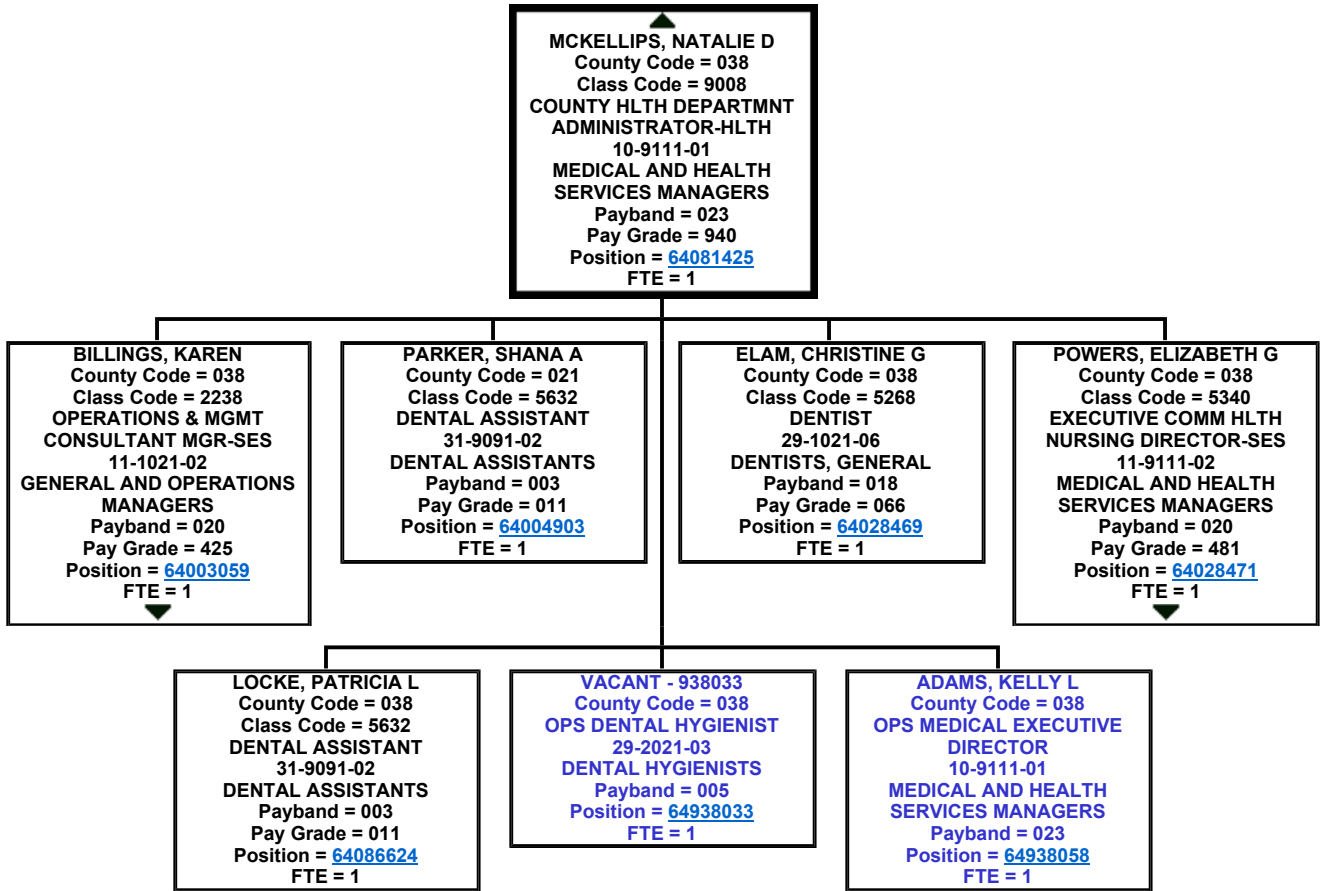 MCKELLIPS, NATALIE D
County Code = 038
Class Code = 9008
COUNTY HLTH DEPARTMNT
ADMINISTRATOR-HLTH
10-9111-01
MEDICAL AND HEALTH
SERVICES MANAGERS
Payband = 023
Pay Grade = 940
Position = 64081425
FTE = 1
BILLINGS, KAREN
County Code = 038
Class Code = 2238
OPERATIONS & MGMT
CONSULTANT MGR-SES
11-1021-02
GENERAL AND OPERATIONS
MANAGERS
Payband = 020
Pay Grade = 425
Position = 64003059
FTE = 1
PARKER, SHANA A
County Code = 021
Class Code = 5632
DENTAL ASSISTANT
31-9091-02
DENTAL ASSISTANTS
Payband = 003
Pay Grade = 011
Position = 64004903
FTE = 1
ELAM, CHRISTINE G
County Code = 038
Class Code = 5268
DENTIST
29-1021-06
DENTISTS, GENERAL
Payband = 018
Pay Grade = 066
Position = 64028469
FTE = 1
POWERS, ELIZABETH G
County Code = 038
Class Code = 5340
EXECUTIVE COMM HLTH
NURSING DIRECTOR-SES
11-9111-02
MEDICAL AND HEALTH
SERVICES MANAGERS
Payband = 020
Pay Grade = 481
Position = 64028471
FTE = 1
LOCKE, PATRICIA L
County Code = 038
Class Code = 5632
DENTAL ASSISTANT
31-9091-02
DENTAL ASSISTANTS
Payband = 003
Pay Grade = 011
Position = 64086624
FTE = 1
VACANT - 938033
County Code = 038
OPS DENTAL HYGIENIST
29-2021-03
DENTAL HYGIENISTS
Payband = 005
Position = 64938033
FTE = 1
ADAMS, KELLY L
County Code = 038
OPS MEDICAL EXECUTIVE
DIRECTOR
10-9111-01
MEDICAL AND HEALTH
SERVICES MANAGERS
Payband = 023
Position = 64938058
FTE = 1